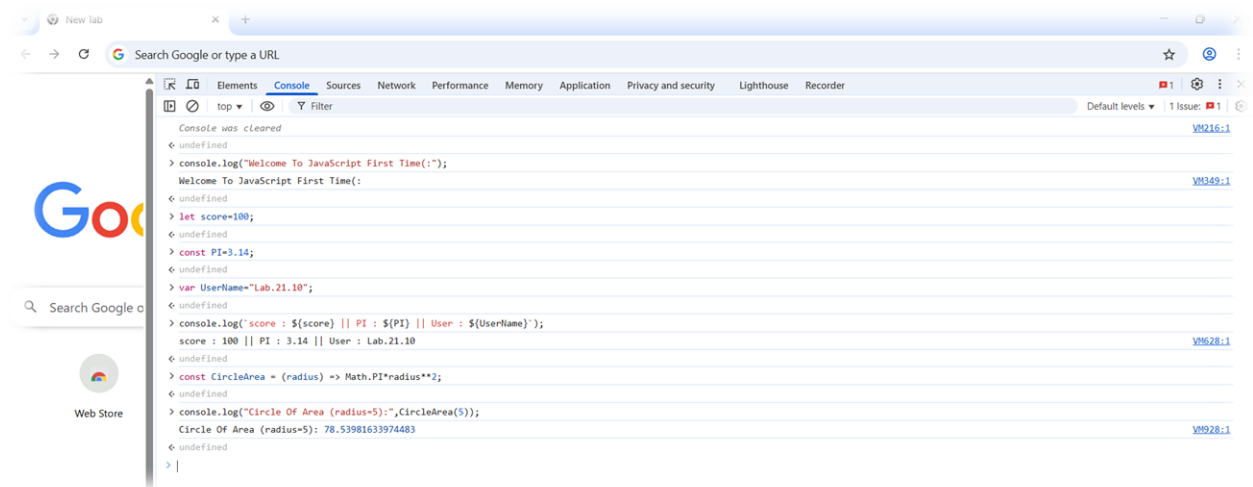 New Tab
Search Google or type a URL
Elements Console Sources Network Performance Memory Application Privacy and security Lighthouse Recorder 1
top Filter Default levels 1 Issue: 1
Console was cleared VM216:1
undefined
> console.log("Welcome To JavaScript First Time(:");
Welcome To JavaScript First Time(: VM349:1
undefined
> let score=100;
undefined
> const PI=3.14;
undefined
> var UserName="Lab.21.10";
undefined
> console.log(`score : ${score} || PI : ${PI} || User : ${UserName}`);
score : 100 || PI : 3.14 || User : Lab.21.10 VM628:1
undefined
> const CircleArea = (radius) => Math.PI*radius**2;
undefined
> console.log("Circle Of Area (radius=5):",CircleArea(5));
Circle Of Area (radius=5): 78.53981633974483 VM928:1
undefined
>
Goo
Search Google o
Web Store